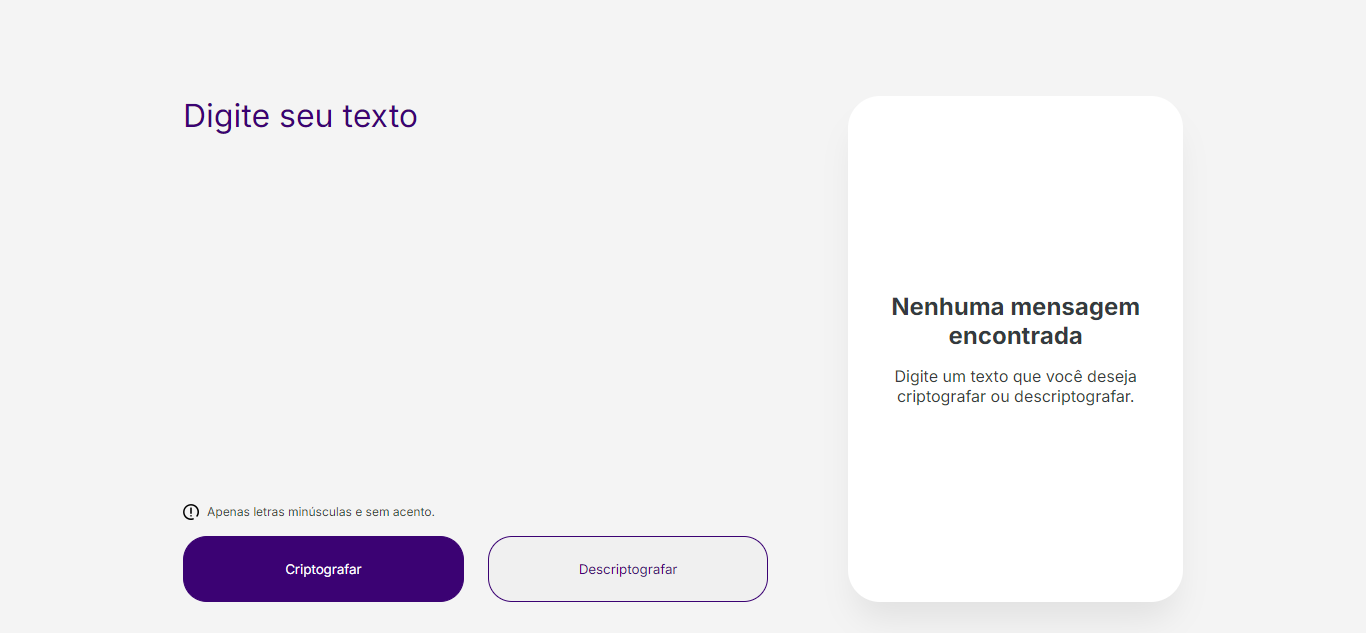 Digite seu texto
Apenas letras minúsculas e sem acento.
Criptografar
Descriptografar
Nenhuma mensagem
encontrada
Digite um texto que você deseja
criptografar ou descriptografar.